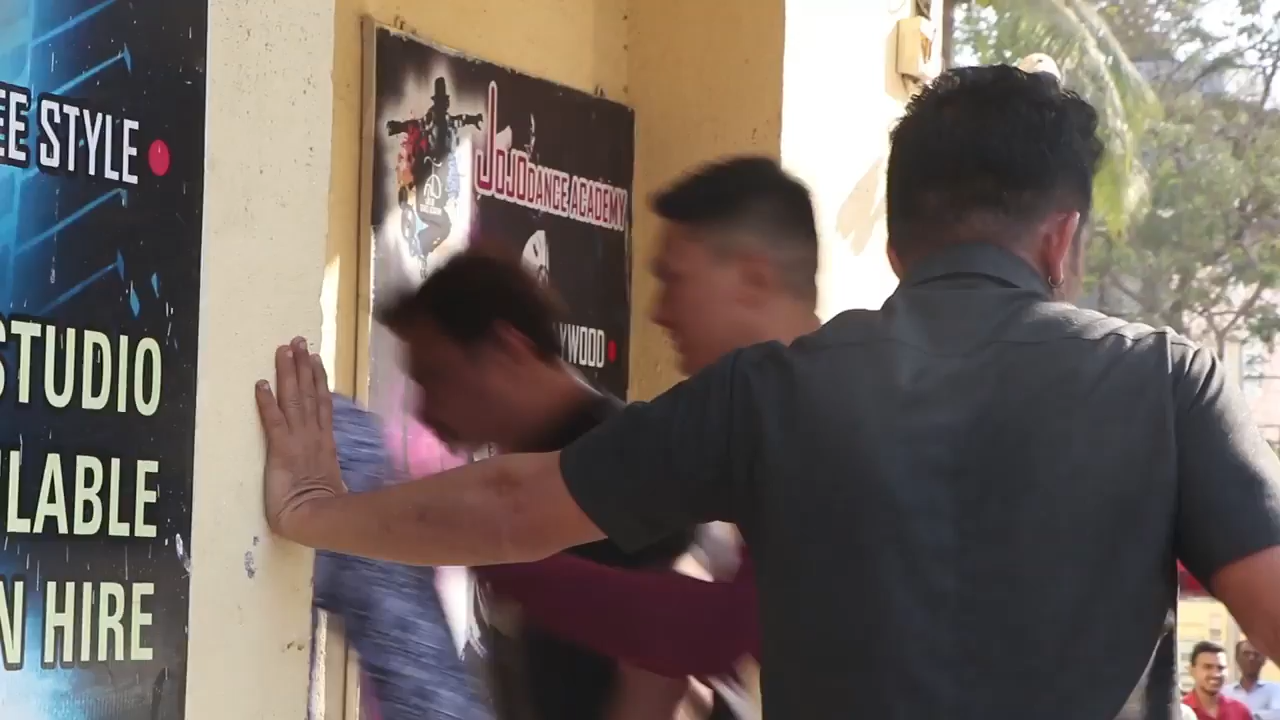 EE STYLE
STUDIO
LABLE
N HIRE
JOJO DANCE ACADEMY
YWOOD